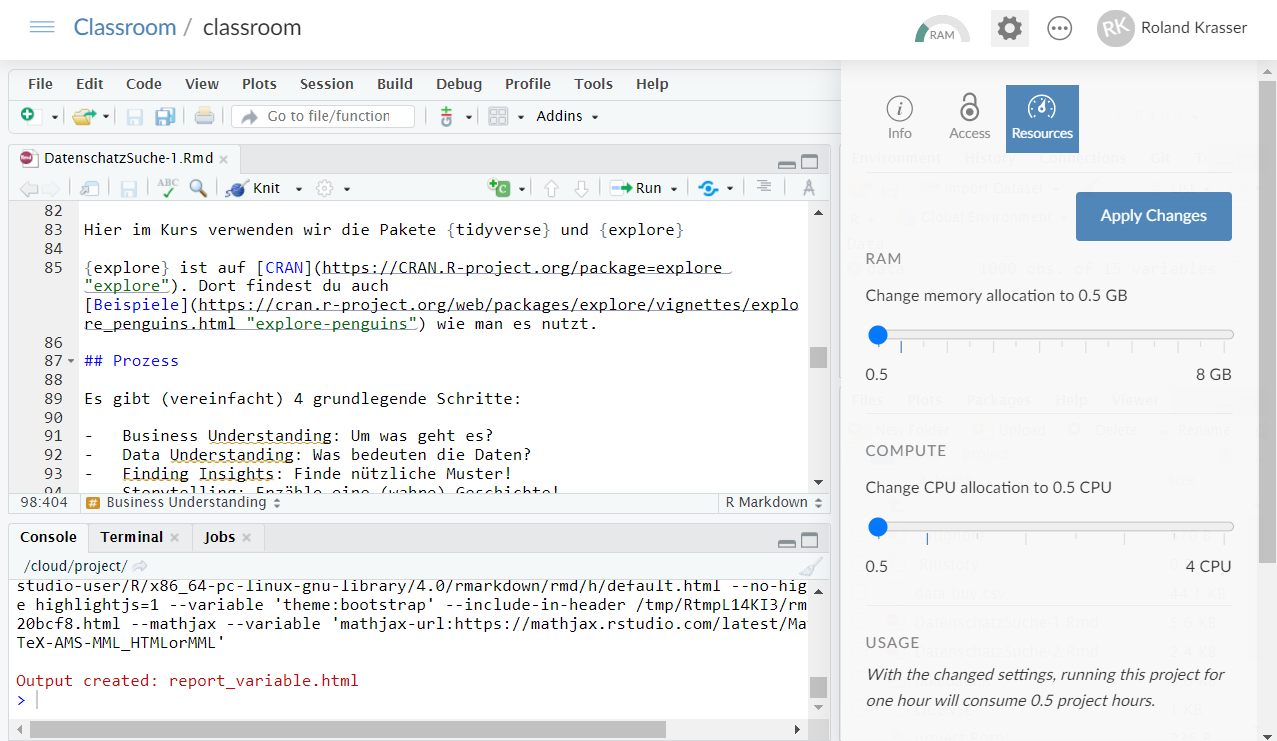 Classroom / classroom
RAM
RK
Roland Krasser
File Edit Code View Plots Session Build Debug Profile Tools Help
Go to file/function
Addins
DatenschatzSuche-1.Rmd
ABC
Knit
Run
82
83 Hier im Kurs verwenden wir die Pakete {tidyverse} und {explore}
84
85 {explore} ist auf [CRAN](https://CRAN.R-project.org/package=explore
"explore"). Dort findest du auch
[Beispiele](https://cran.r-project.org/web/packages/explore/vignettes/explo
re_penguins.html "explore-penguins") wie man es nutzt.
86
87 ## Prozess
88
89 Es gibt (vereinfacht) 4 grundlegende Schritte:
90
91 - Business Understanding: Um was geht es?
92 - Data Understanding: Was bedeuten die Daten?
93 - Finding Insights: Finde nützliche Muster!
94 - Storytelling: Erzähle eine (wahre) Geschichte!
98:404 # Business Understanding
R Markdown
Console Terminal Jobs
/cloud/project/
studio-user/R/x86_64-pc-linux-gnu-library/4.0/rmarkdown/rmd/h/default.html --no-hig
e highlightjs=1 --variable 'theme:bootstrap' --include-in-header /tmp/RtmpL14KI3/rm
20bcf8.html --mathjax --variable 'mathjax-url:https://mathjax.rstudio.com/latest/Ma
TeX-AMS-MML_HTMLorMML'
Output created: report_variable.html
>
Info
Access
Resources
Apply Changes
RAM
Change memory allocation to 0.5 GB
0.5 8 GB
COMPUTE
Change CPU allocation to 0.5 CPU
0.5 4 CPU
USAGE
With the changed settings, running this project for
one hour will consume 0.5 project hours.